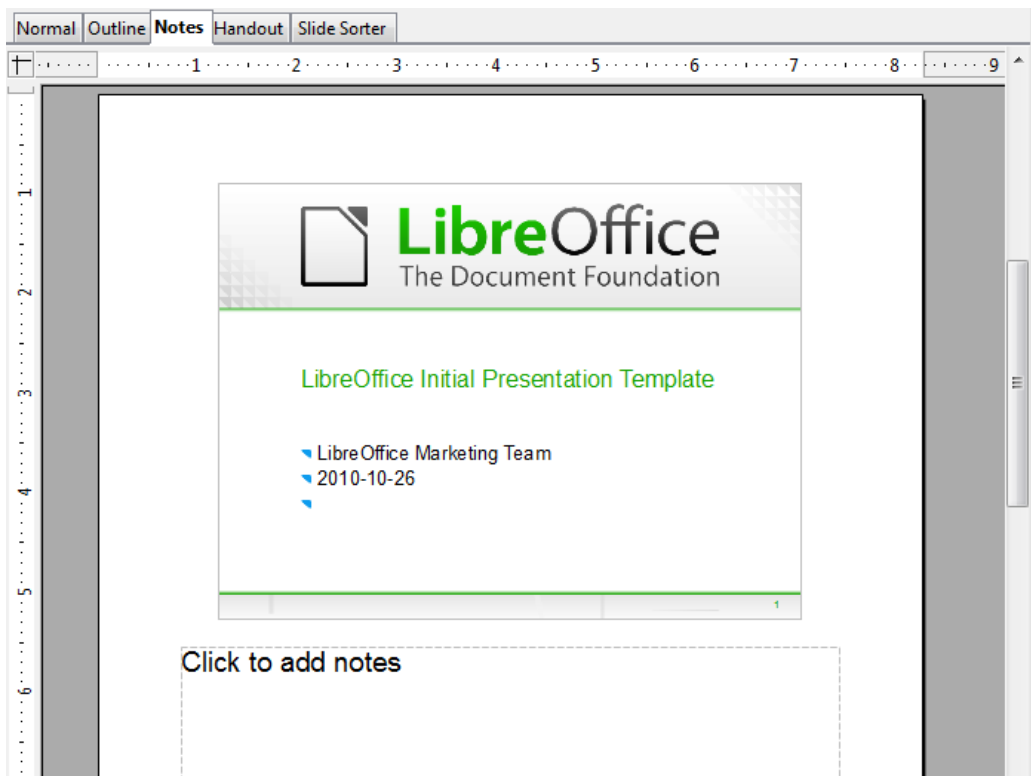 Normal Outline Notes Handout Slide Sorter
1 2 3 4 5 6 7 8 9
1
2
LibreOffice
The Document Foundation
3
LibreOffice Initial Presentation Template
LibreOffice Marketing Team
2010-10-26
4
5
1
Click to add notes
6